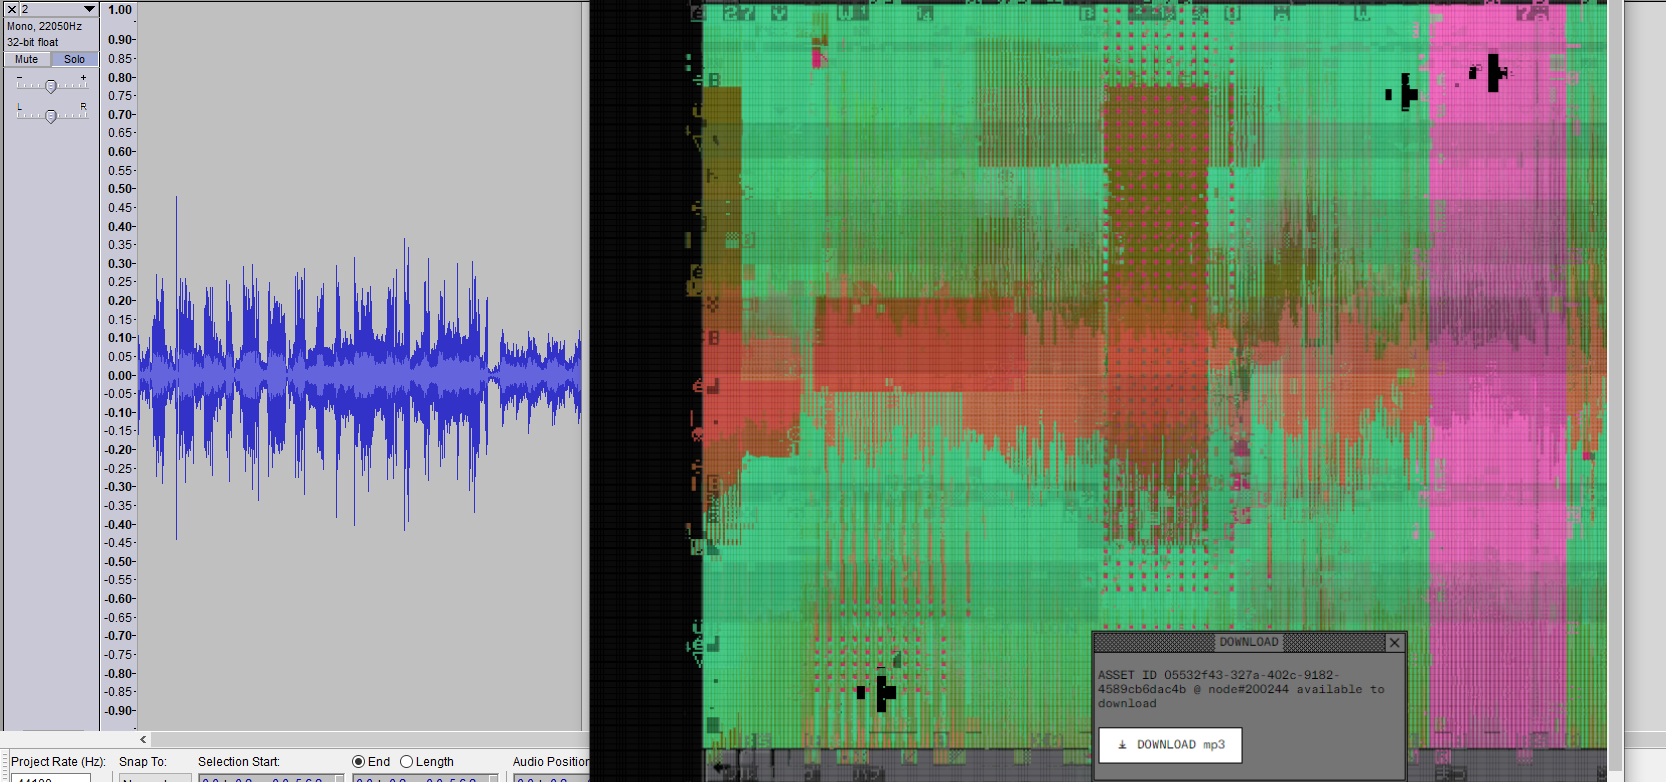 2
Mono, 22050Hz
32-bit float
Mute Solo
- +
L R
1.00
0.90
0.85
0.80
0.75
0.70
0.65
0.60
0.55
0.50
0.45
0.40
0.35
0.30
0.25
0.20
0.15
0.10
0.05
0.00
-0.05
-0.10
-0.15
-0.20
-0.25
-0.30
-0.35
-0.40
-0.45
-0.50
-0.55
-0.60
-0.65
-0.70
-0.75
-0.80
-0.85
-0.90
Project Rate (Hz):
Snap To:
Selection Start:
End Length
Audio Position
DOWNLOAD
ASSET ID 05532f43-327a-402c-9182-
4589cb6dac4b @ node#200244 available to
download
DOWNLOAD mp3